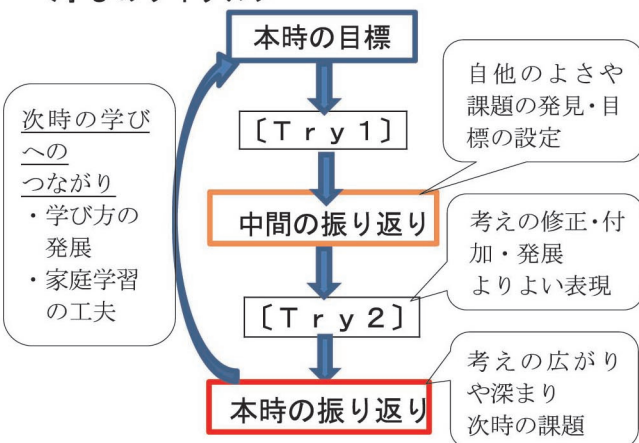 本時の目標
〔Ｔｒｙ１〕
中間の振り返り
〔Ｔｒｙ２〕
本時の振り返り
自他のよさや
課題の発見・目
標の設定
考えの修正・付
加・発展
よりよい表現
考えの広がり
や深まり
次時の課題
次時の学び
への
つながり
・学び方の
発展
・家庭学習
の工夫